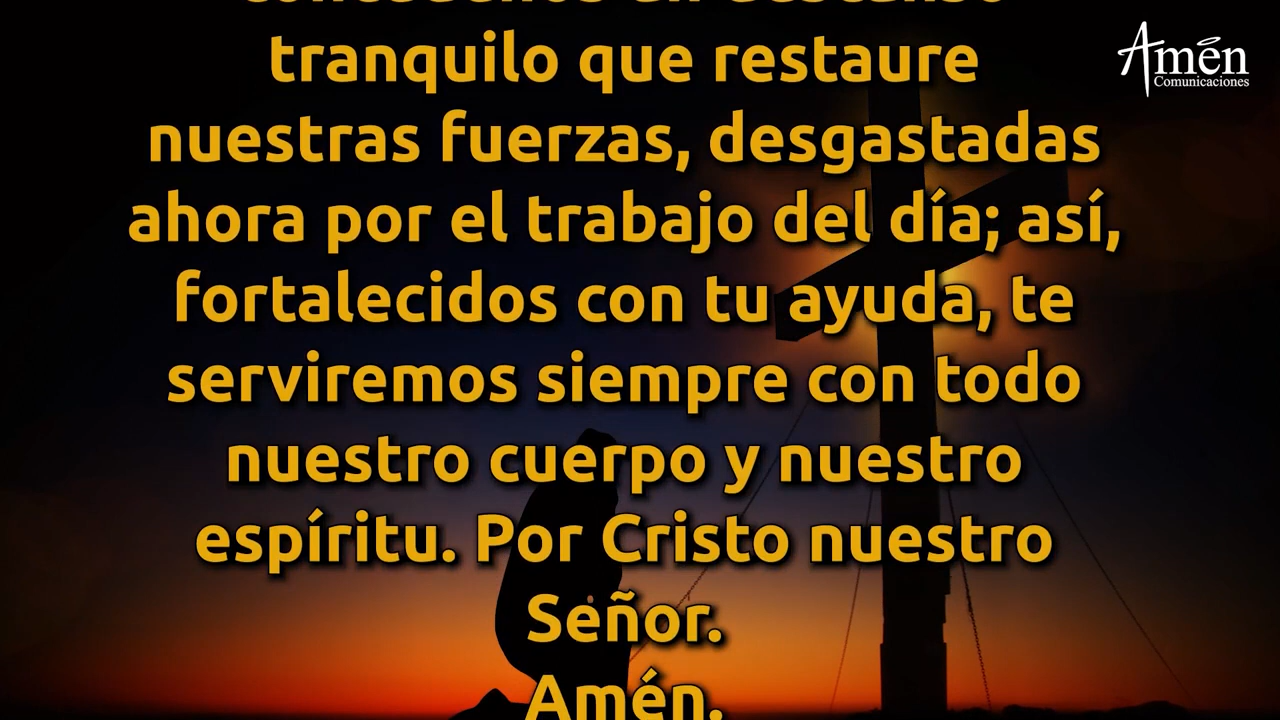 tranquilo que restaure
nuestras fuerzas, desgastadas
ahora por el trabajo del día; así,
fortalecidos con tu ayuda, te
serviremos siempre con todo
nuestro cuerpo y nuestro
espíritu. Por Cristo nuestro
Señor.
Amén.
Amén
Comunicaciones